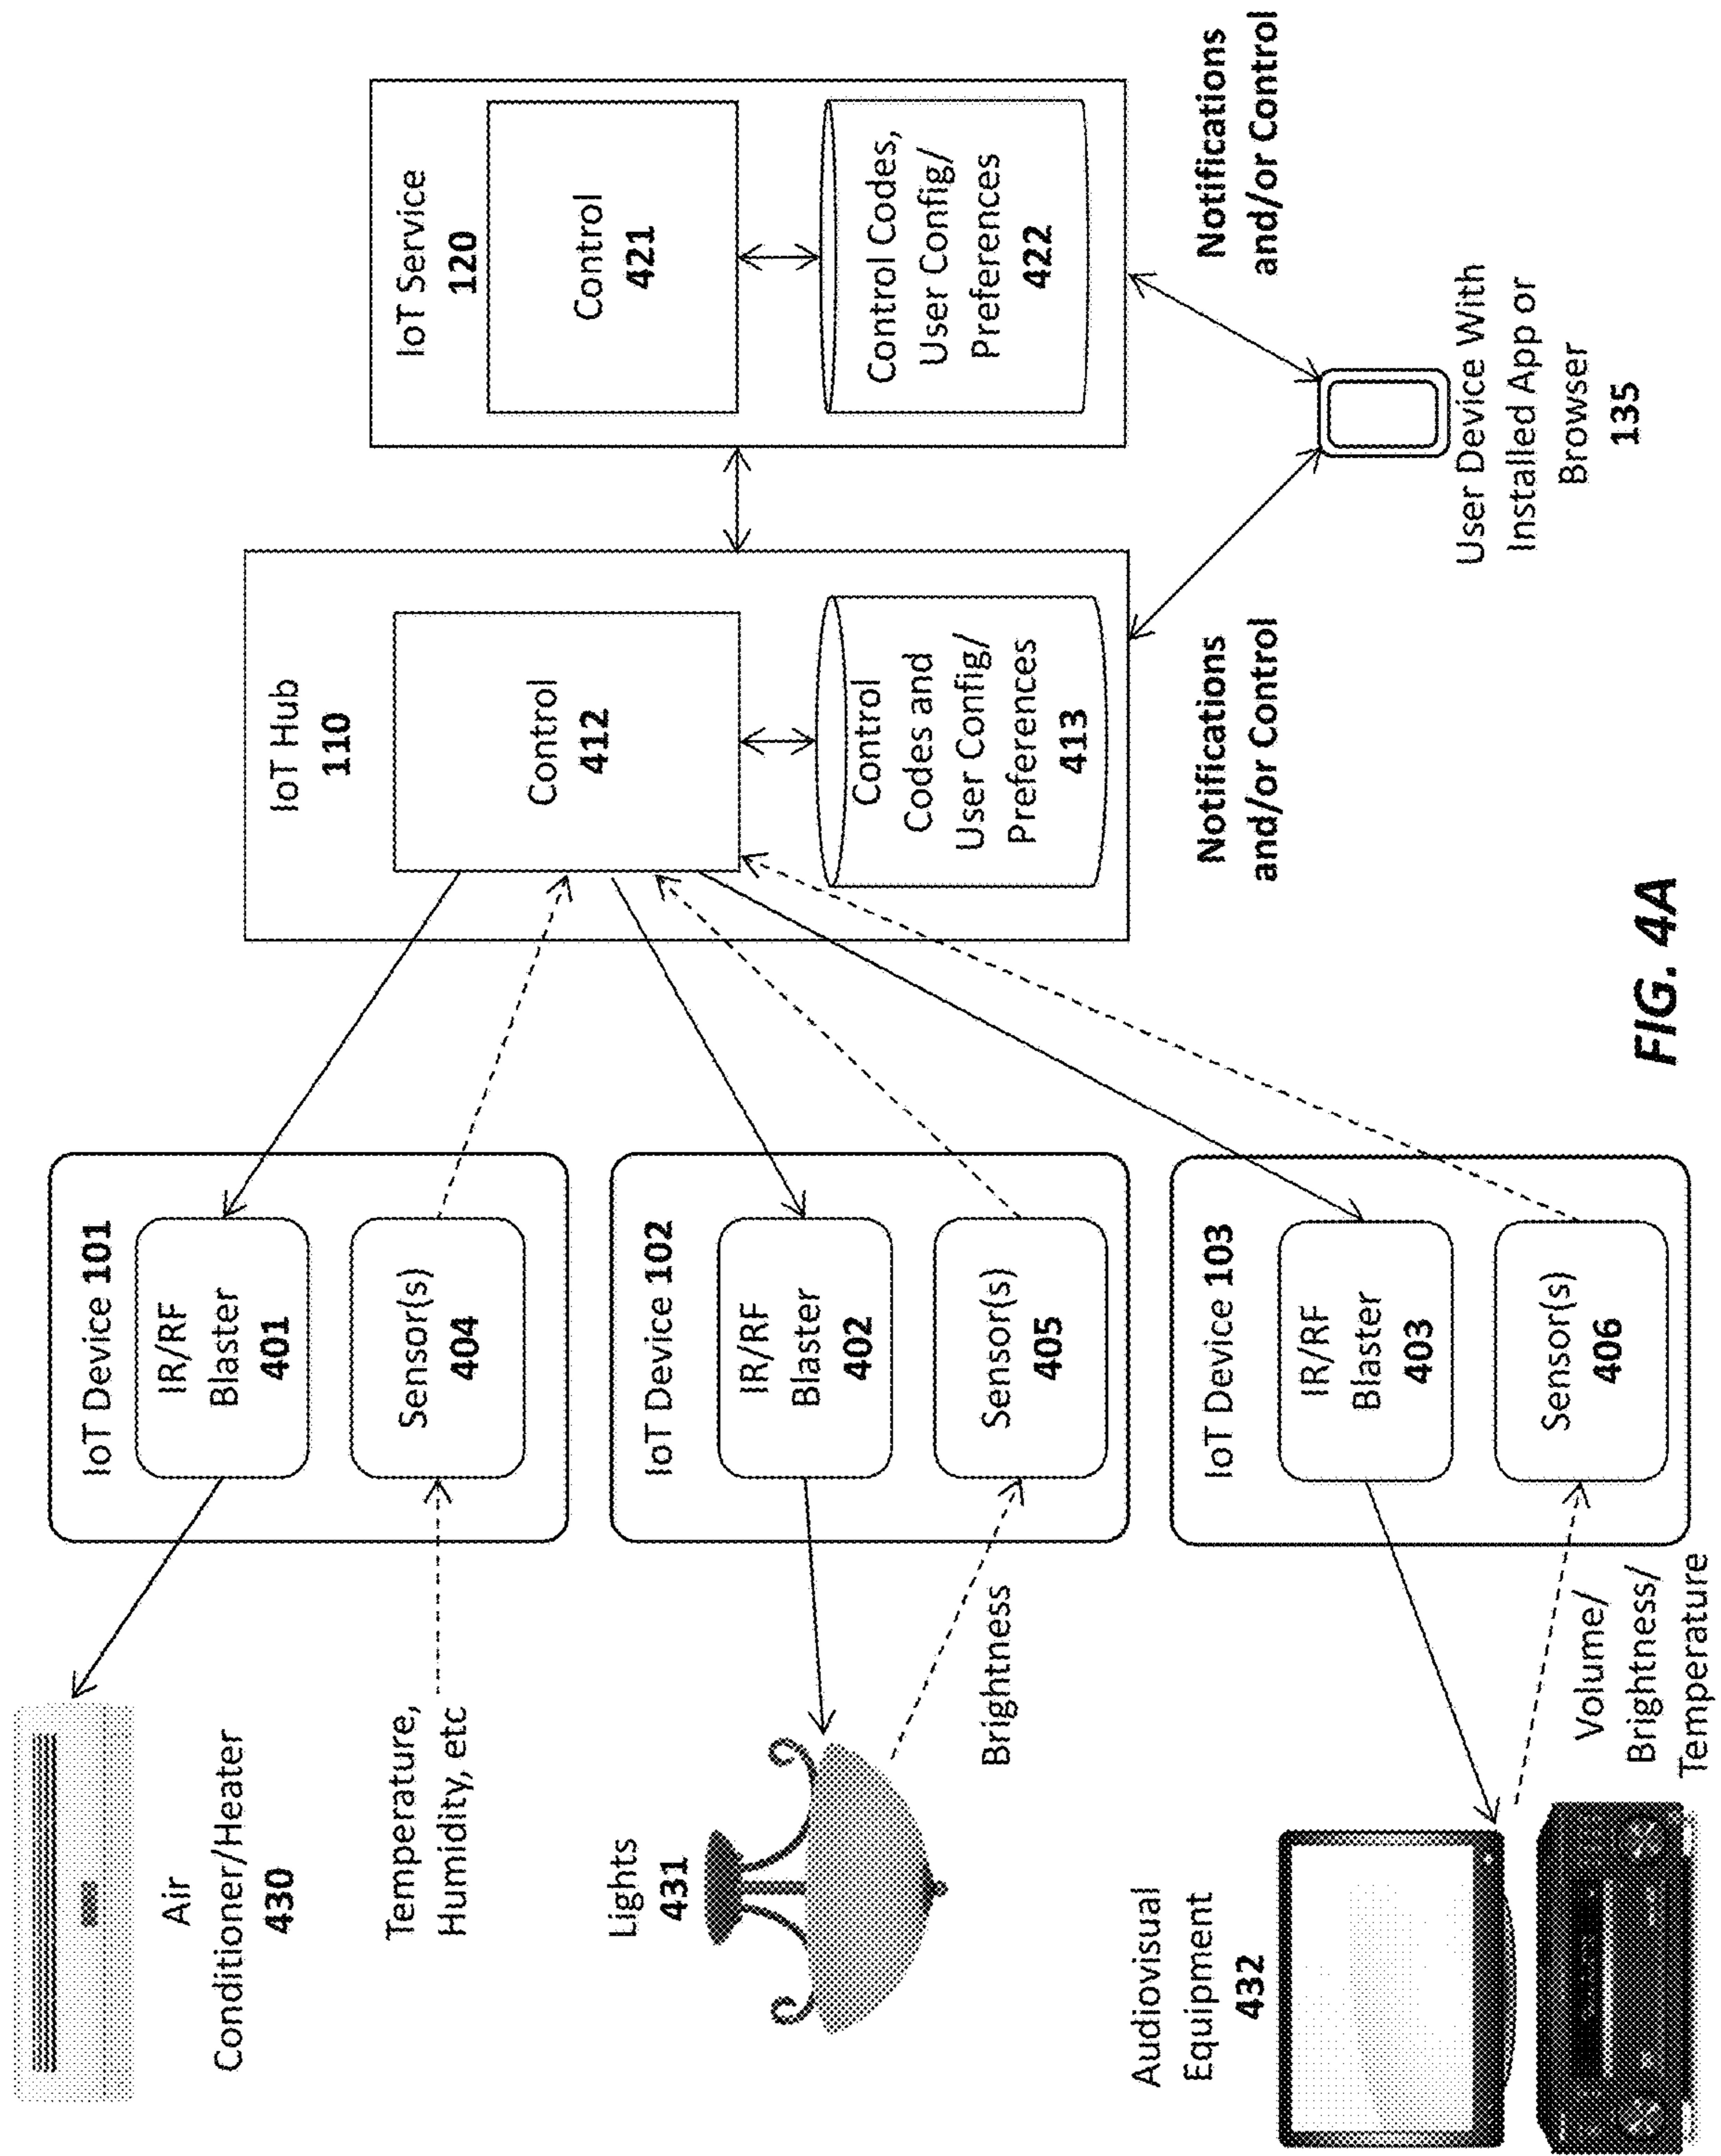 Air
Conditioner/Heater
430
Temperature,
Humidity, etc
Lights
431
Brightness
Audiovisual
Equipment
432
Volume/
Brightness/
Temperature
IoT Device 101
IR/RF
Blaster
401
Sensor(s)
404
IoT Device 102
IR/RF
Blaster
402
Sensor(s)
405
IoT Device 103
IR/RF
Blaster
403
Sensor(s)
406
IoT Hub
110
Control
412
Control
Codes and
User Config/
Preferences
413
Notifications
and/or Control
IoT Service
120
Control
421
Control Codes,
User Config/
Preferences
422
Notifications
and/or Control
User Device With
Installed App or
Browser
135
FIG. 4A